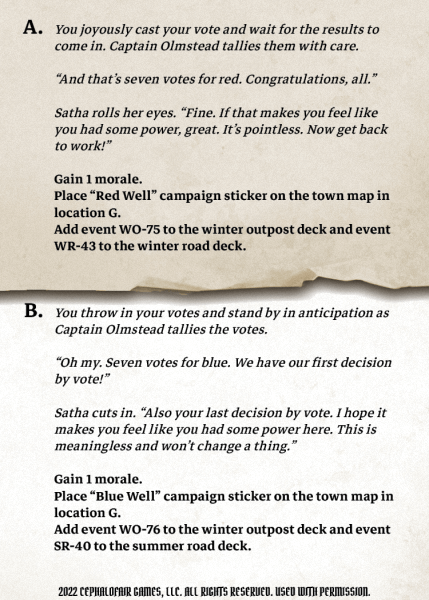 A. You joyously cast your vote and wait for the results to
come in. Captain Olmstead tallies them with care.
“And that’s seven votes for red. Congratulations, all.”
Satha rolls her eyes. “Fine. If that makes you feel like
you had some power, great. It’s pointless. Now get back
to work!”
Gain 1 morale.
Place “Red Well” campaign sticker on the town map in
location G.
Add event WO-75 to the winter outpost deck and event
WR-43 to the winter road deck.
B. You throw in your votes and stand by in anticipation as
Captain Olmstead tallies the votes.
“Oh my. Seven votes for blue. We have our first decision
by vote!”
Satha cuts in. “Also your last decision by vote. I hope it
makes you feel like you had some power here. This is
meaningless and won’t change a thing.”
Gain 1 morale.
Place “Blue Well” campaign sticker on the town map in
location G.
Add event WO-76 to the winter outpost deck and event
SR-40 to the summer road deck.
2022 CEPHALOFAIR GAMES, LLC. ALL RIGHTS RESERVED. USED WITH PERMISSION.